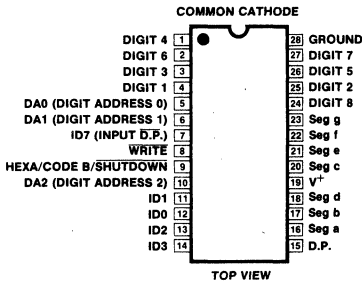 COMMON CATHODE
DIGIT 4 1 28 GROUND
DIGIT 6 2 27 DIGIT 7
DIGIT 3 3 26 DIGIT 5
DIGIT 1 4 25 DIGIT 2
DA0 (DIGIT ADDRESS 0) 5 24 DIGIT 8
DA1 (DIGIT ADDRESS 1) 6 23 Seg g
ID7 (INPUT D.P.) 7 22 Seg f
WRITE 8 21 Seg e
HEXA/CODE B/SHUTDOWN 9 20 Seg c
DA2 (DIGIT ADDRESS 2) 10 19 V+
ID1 11 18 Seg d
ID0 12 17 Seg b
ID2 13 16 Seg a
ID3 14 15 D.P.
TOP VIEW